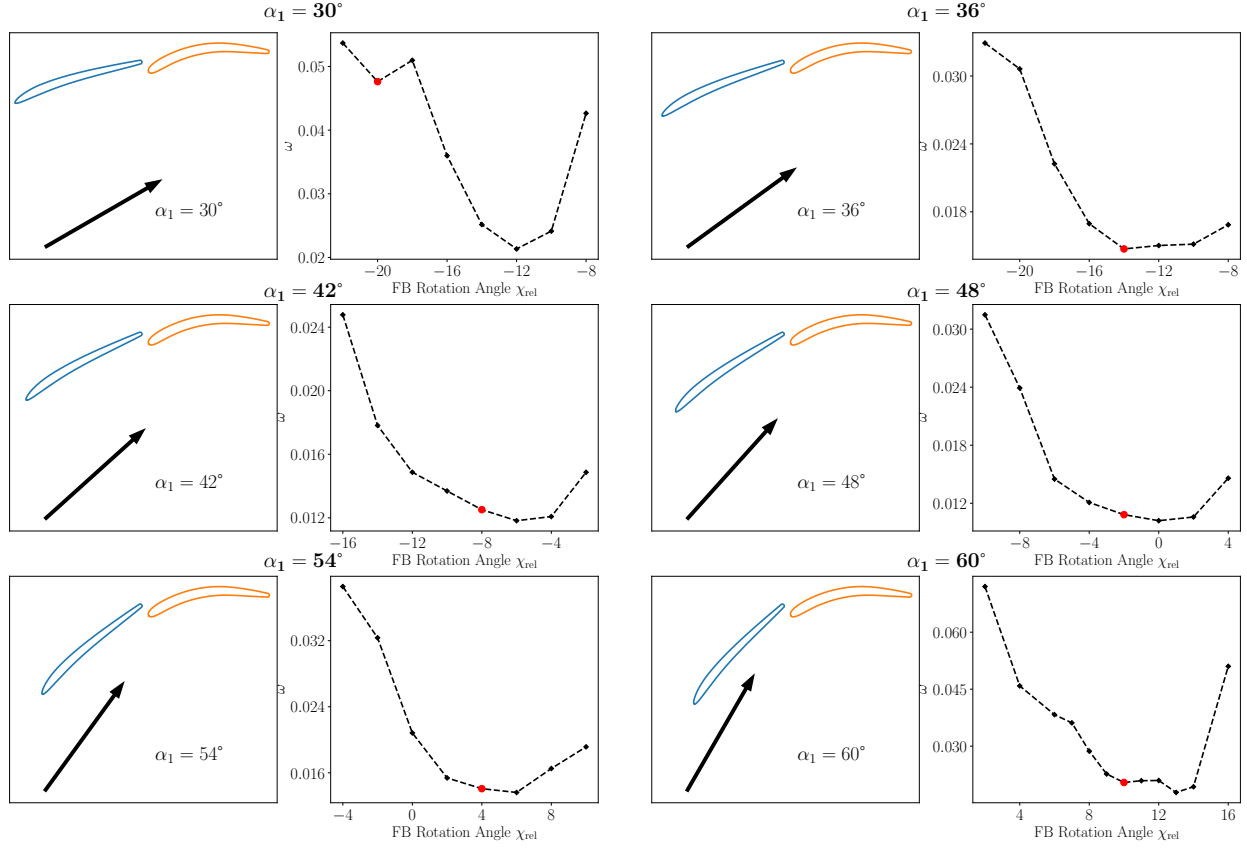 α₁ = 30°
α₁ = 30°
0.05
0.04
0.03
0.02
ω
−20
−16
−12
−8
FB Rotation Angle χrel
α₁ = 36°
α₁ = 36°
0.030
0.024
0.018
ω
−20
−16
−12
−8
FB Rotation Angle χrel
α₁ = 42°
α₁ = 42°
0.024
0.020
0.016
0.012
ω
−16
−12
−8
−4
FB Rotation Angle χrel
α₁ = 48°
α₁ = 48°
0.030
0.024
0.018
0.012
ω
−8
−4
0
4
FB Rotation Angle χrel
α₁ = 54°
α₁ = 54°
0.032
0.024
0.016
ω
−4
0
4
8
FB Rotation Angle χrel
α₁ = 60°
α₁ = 60°
0.060
0.045
0.030
ω
4
8
12
16
FB Rotation Angle χrel